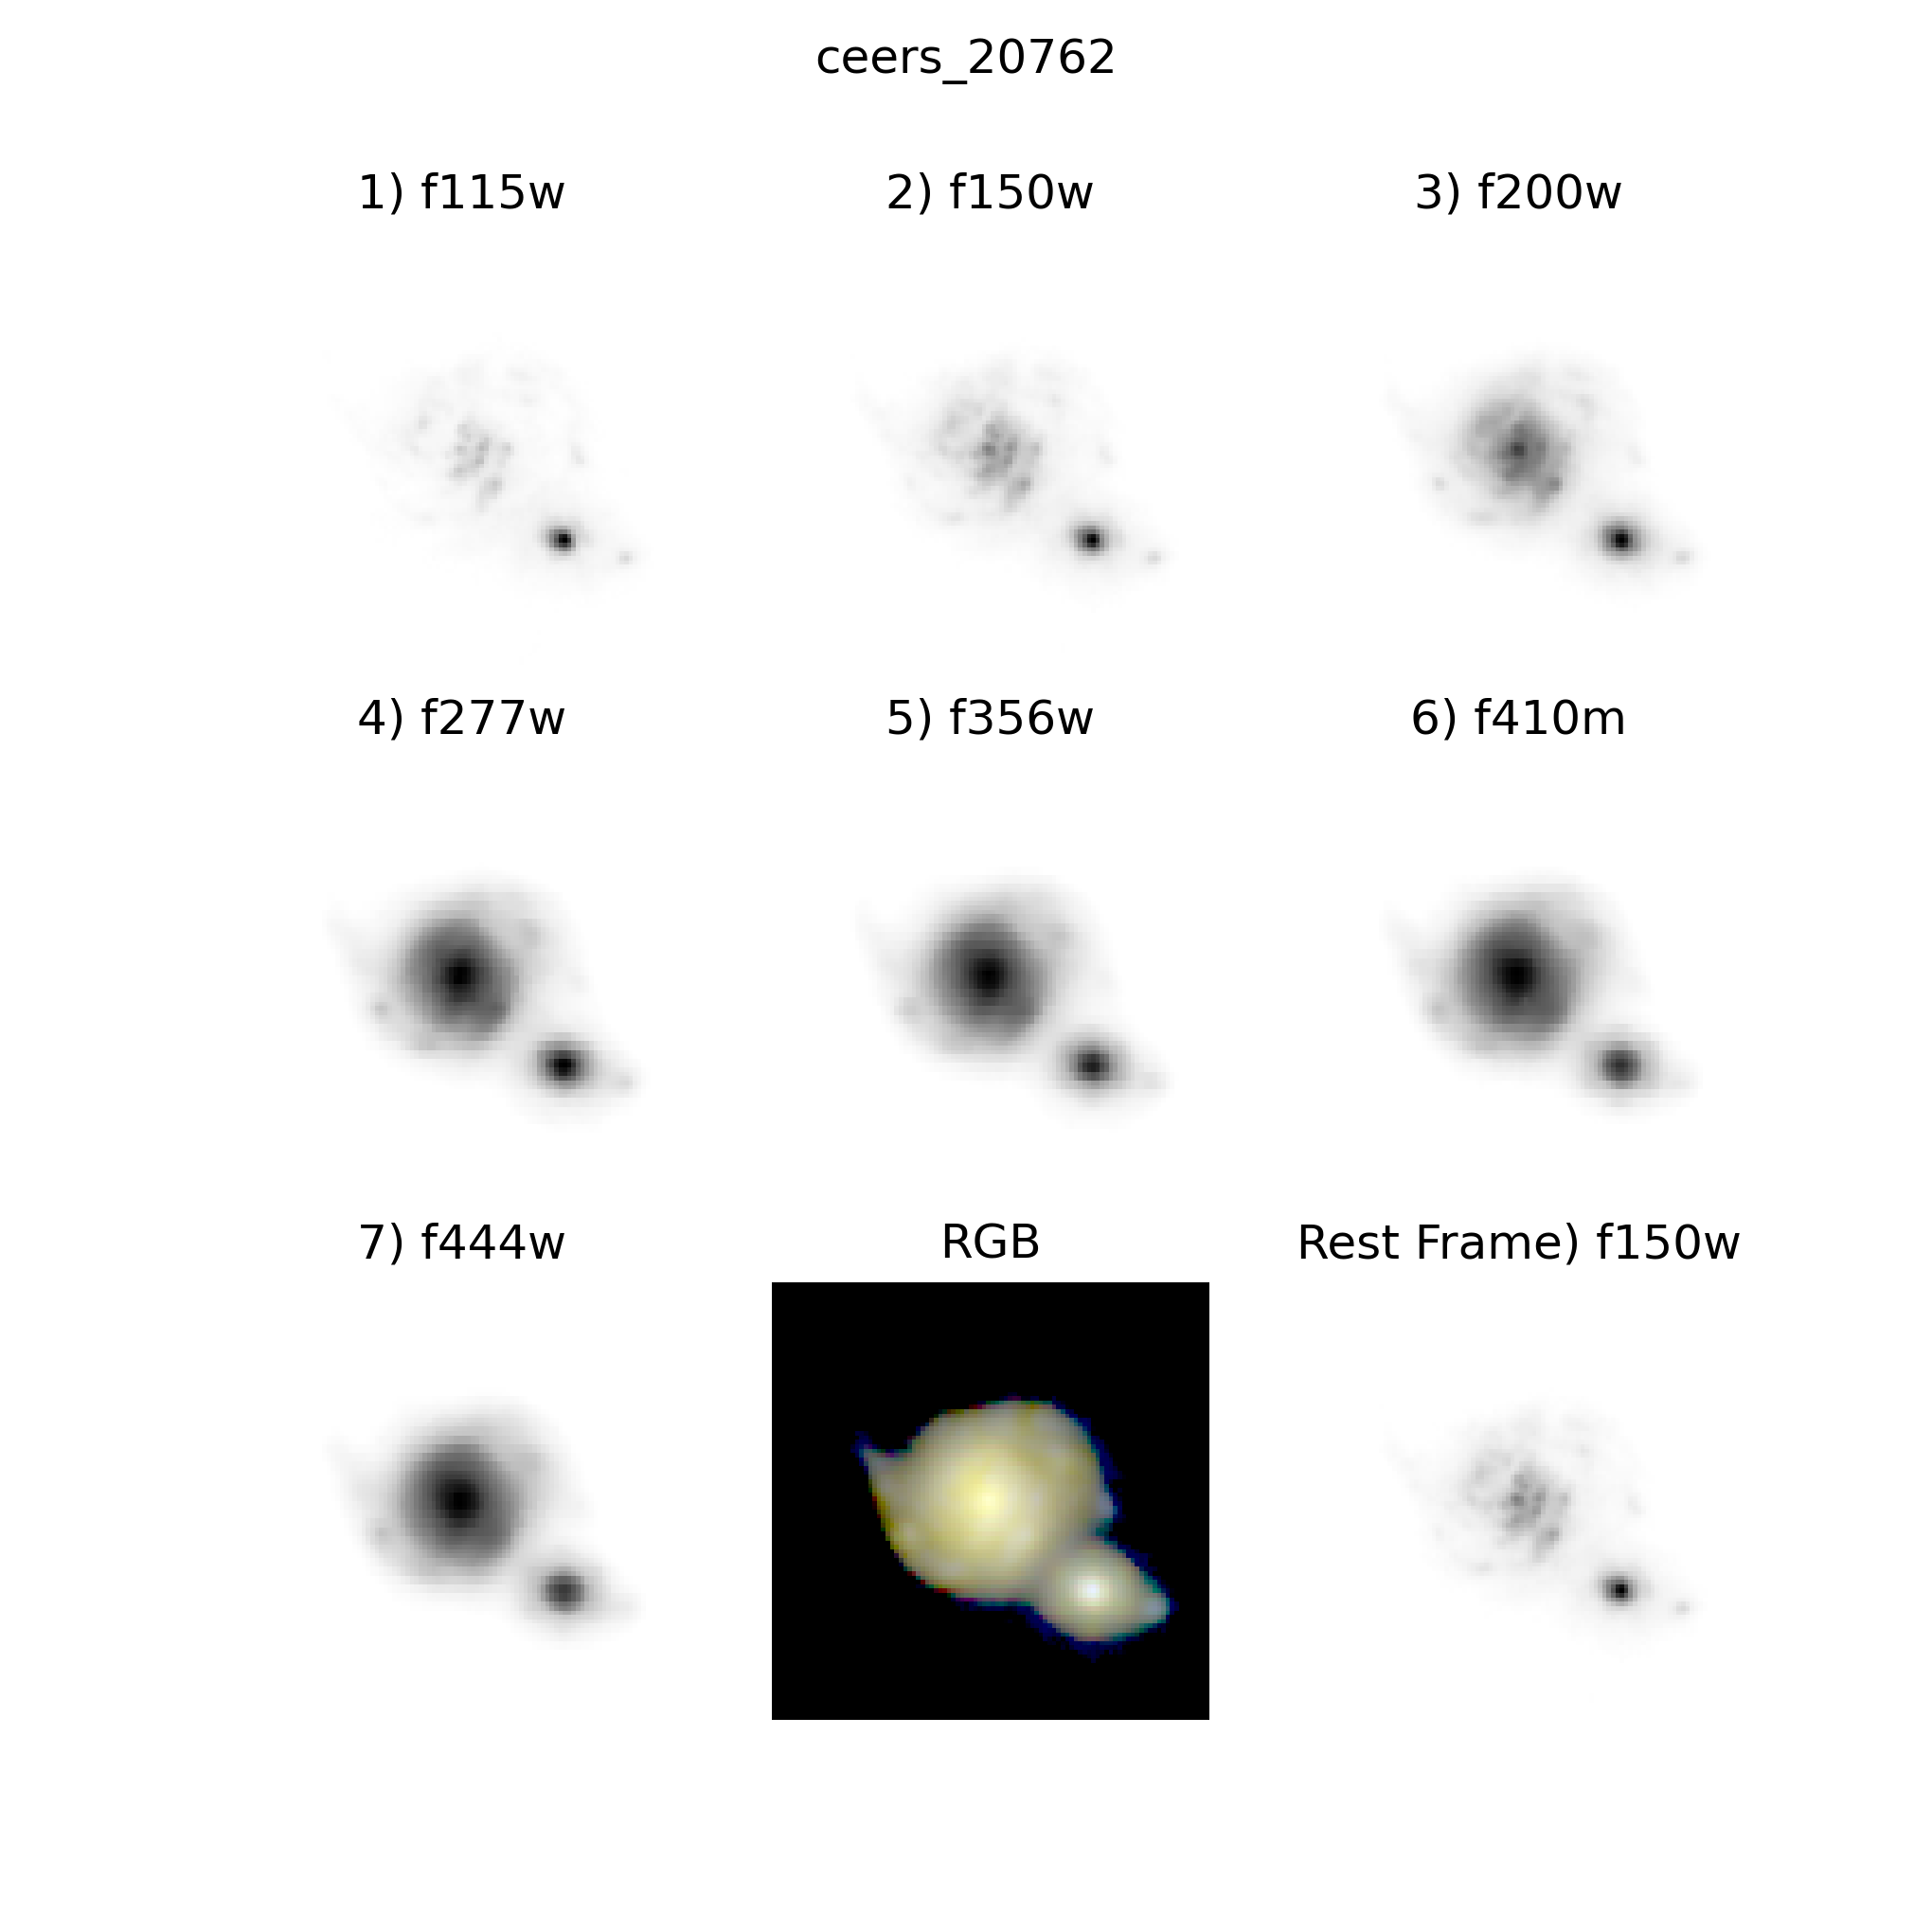 ceers_20762
1) f115w
2) f150w
3) f200w
4) f277w
5) f356w
6) f410m
7) f444w
RGB
Rest Frame) f150w